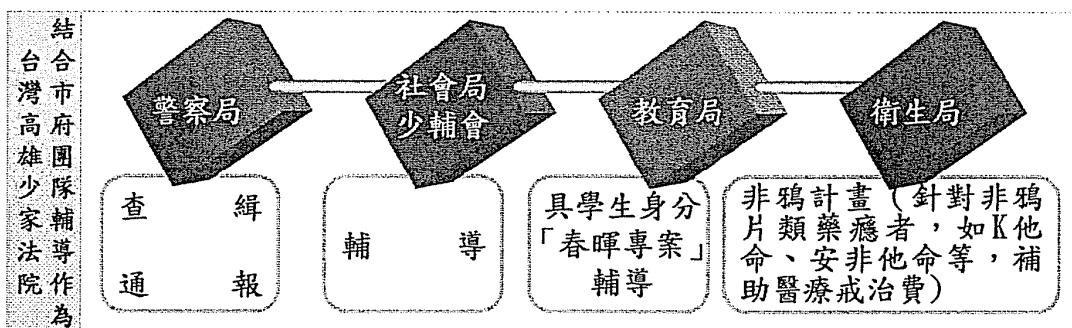 台灣高雄少家法院
結合市府團隊輔導作為
警察局
社會局
少輔會
教育局
衛生局
查緝
通報
輔導
具學生身分
「春暉專案」
輔導
非鴉計畫(針對非鴉
片類藥癮者,如K他
命、安非他命等,補
助醫療戒治費)